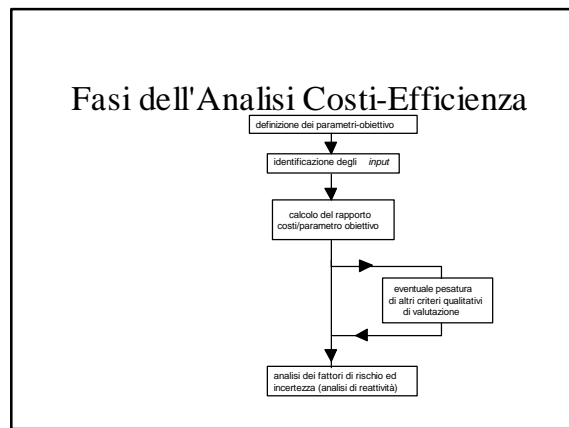 Fasi dell'Analisi Costi-Efficienza
definizione dei parametri-obiettivo
identificazione degli input
calcolo del rapporto
costi/parametro obiettivo
eventuale pesatura
di altri criteri qualitativi
di valutazione
analisi dei fattori di rischio ed
incertezza (analisi di reattività)